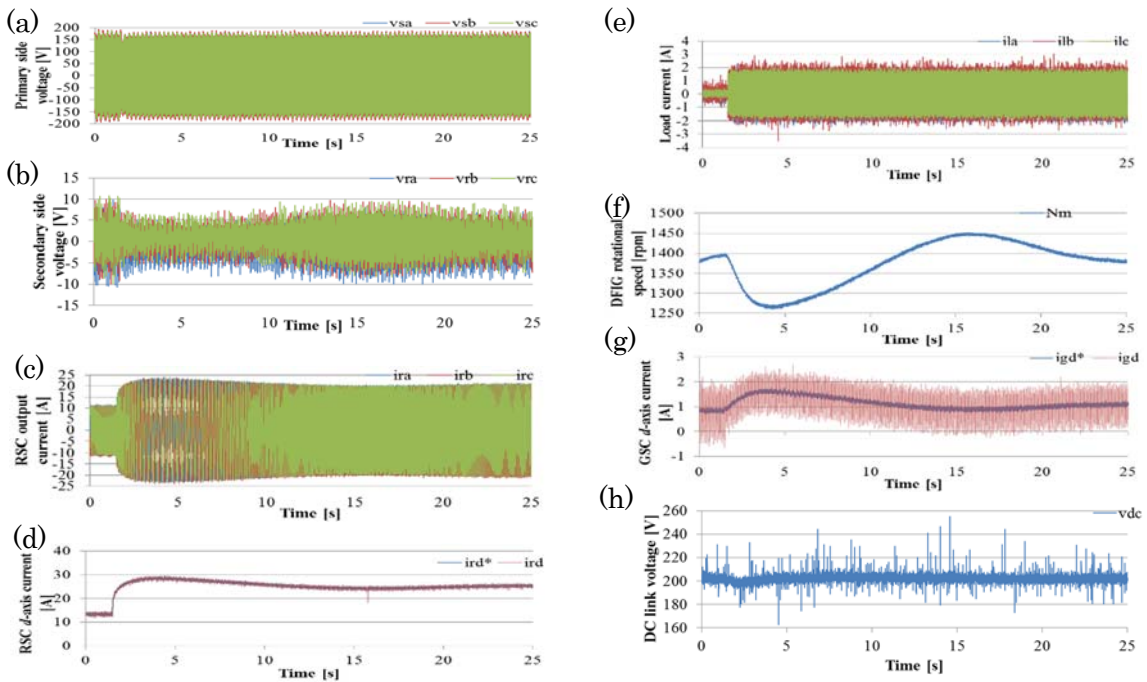 (a)
vsa vsb vsc
Primary side
voltage [V]
200
150
100
50
0
-50
-100
-150
-200
0 5 10 15 20 25
Time [s]
(b)
vra vrb vrc
Secondary side
voltage [V]
15
10
5
0
-5
-10
-15
0 5 10 15 20 25
Time [s]
(c)
ira irb irc
RSC output
current [A]
25
20
15
10
5
0
-5
-10
-15
-20
-25
0 5 10 15 20 25
Time [s]
(d)
ird* ird
RSC d-axis current
[A]
40
30
20
10
0
0 5 10 15 20 25
Time [s]
(e)
ila ilb ilc
Load current [A]
4
3
2
1
0
-1
-2
-3
-4
0 5 10 15 20 25
Time [s]
(f)
Nm
DFIG rotational
speed [rpm]
1500
1450
1400
1350
1300
1250
0 5 10 15 20 25
Time [s]
(g)
igd* igd
GSC d-axis current
[A]
3
2
1
0
-1
0 5 10 15 20 25
Time [s]
(h)
vdc
DC link voltage [V]
260
240
220
200
180
160
0 5 10 15 20 25
Time [s]